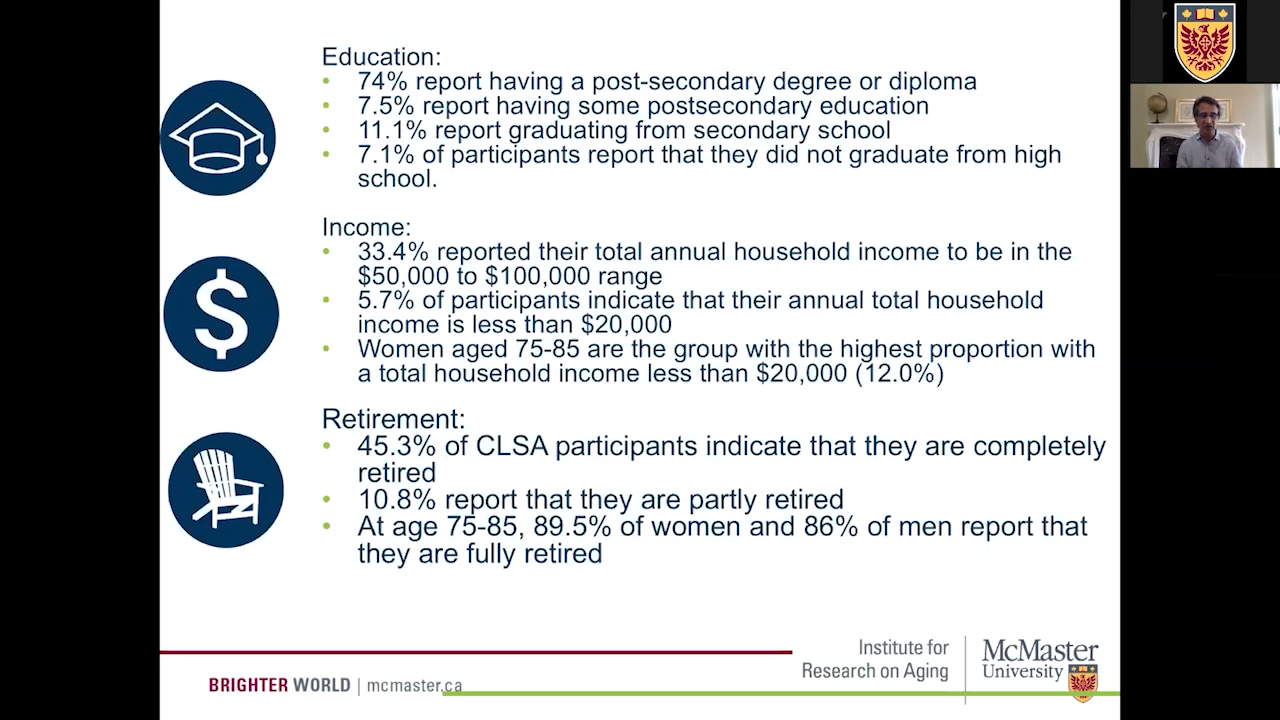 Education:
• 74% report having a post-secondary degree or diploma
• 7.5% report having some postsecondary education
• 11.1% report graduating from secondary school
• 7.1% of participants report that they did not graduate from high
school.
Income:
• 33.4% reported their total annual household income to be in the
$50,000 to $100,000 range
• 5.7% of participants indicate that their annual total household
income is less than $20,000
• Women aged 75-85 are the group with the highest proportion with
a total household income less than $20,000 (12.0%)
$
Retirement:
• 45.3% of CLSA participants indicate that they are completely
retired
• 10.8% report that they are partly retired
• At age 75-85, 89.5% of women and 86% of men report that
they are fully retired
BRIGHTER WORLD | mcmaster.ca
Institute for
Research on Aging
McMaster
University